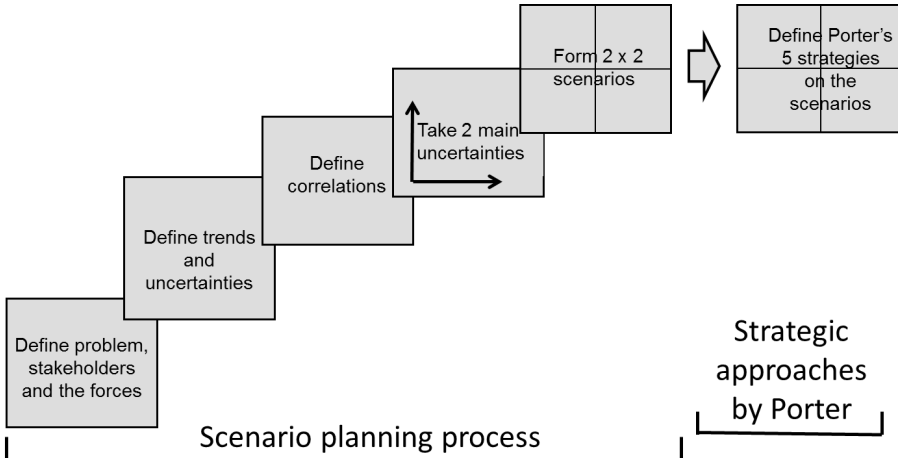 Define problem,
stakeholders
and the forces
Define trends
and
uncertainties
Define
correlations
Take 2 main
uncertainties
Form 2 x 2
scenarios
Define Porter’s
5 strategies
on the
scenarios
Scenario planning process
Strategic
approaches
by Porter